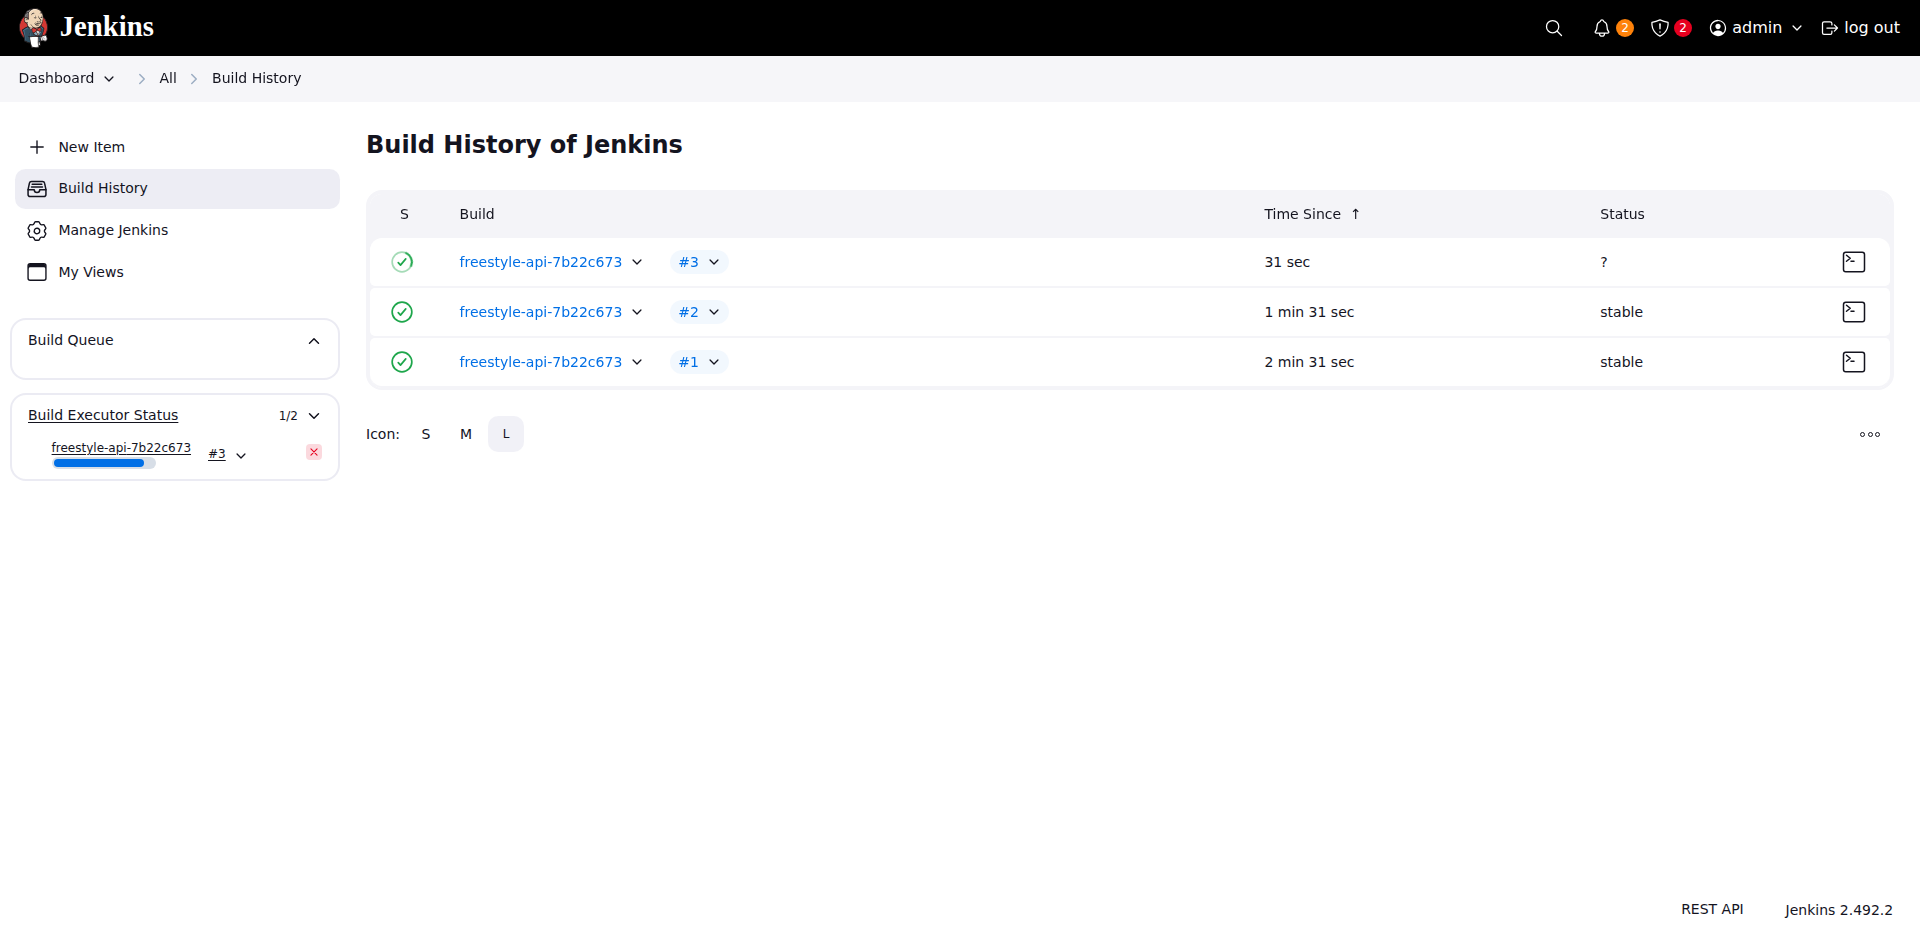 Jenkins
2
2
admin
log out
Dashboard
All
Build History
New Item
Build History
Manage Jenkins
My Views
Build Queue
Build Executor Status 1/2
freestyle-api-7b22c673 #3
Build History of Jenkins
S Build Time Since ↑ Status
freestyle-api-7b22c673 #3 31 sec ?
freestyle-api-7b22c673 #2 1 min 31 sec stable
freestyle-api-7b22c673 #1 2 min 31 sec stable
Icon: S M L
REST API Jenkins 2.492.2